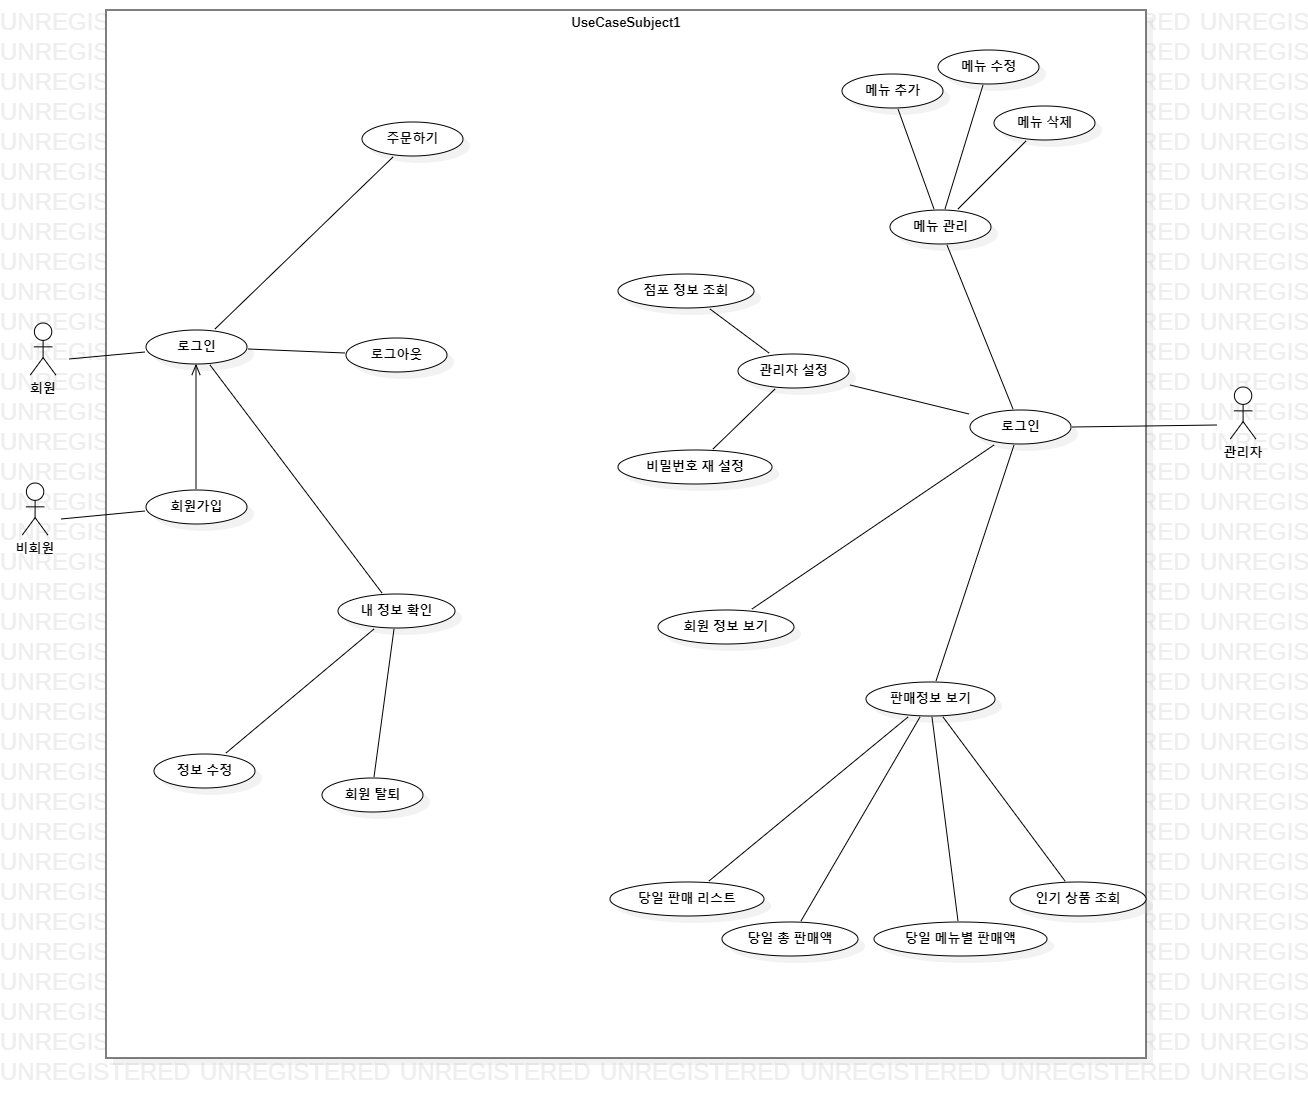 UseCaseSubject1
메뉴 수정
메뉴 추가
메뉴 삭제
주문하기
메뉴 관리
점포 정보 조회
로그인
로그아웃
관리자 설정
회원
로그인
관리자
비밀번호 재 설정
회원가입
비회원
내 정보 확인
회원 정보 보기
판매정보 보기
정보 수정
회원 탈퇴
당일 판매 리스트
인기 상품 조회
당일 총 판매액
당일 메뉴별 판매액
UNREGISTERED UNREGISTERED UNREGISTERED UNREGISTERED UNREGISTERED UNREGISTERED UNREGIS